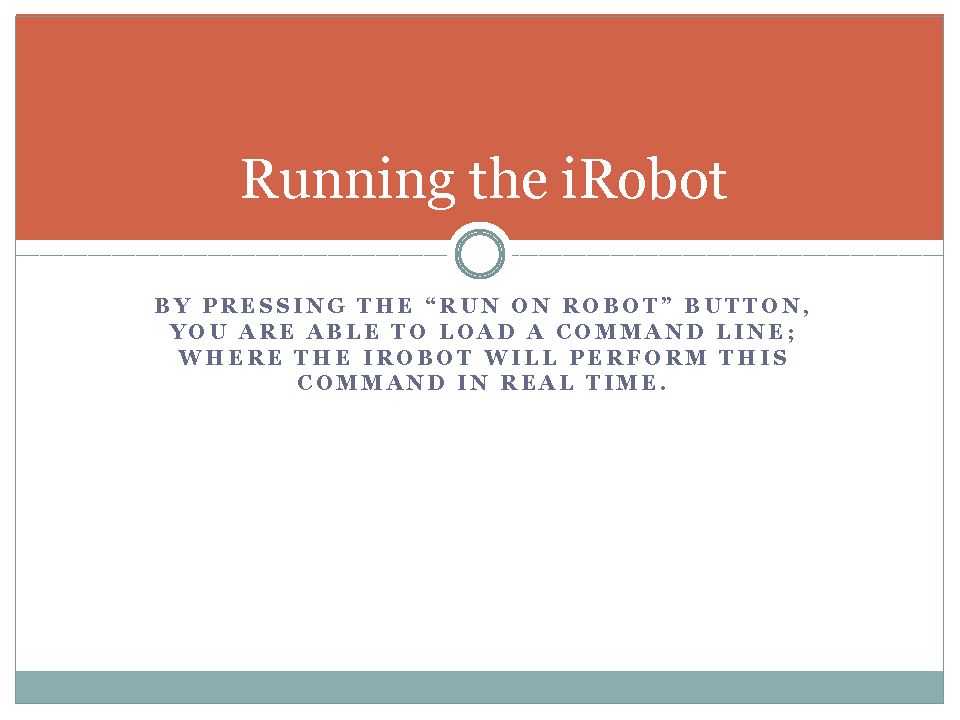 Running the iRobot
BY PRESSING THE “RUN ON ROBOT” BUTTON,
YOU ARE ABLE TO LOAD A COMMAND LINE;
WHERE THE IROBOT WILL PERFORM THIS
COMMAND IN REAL TIME.